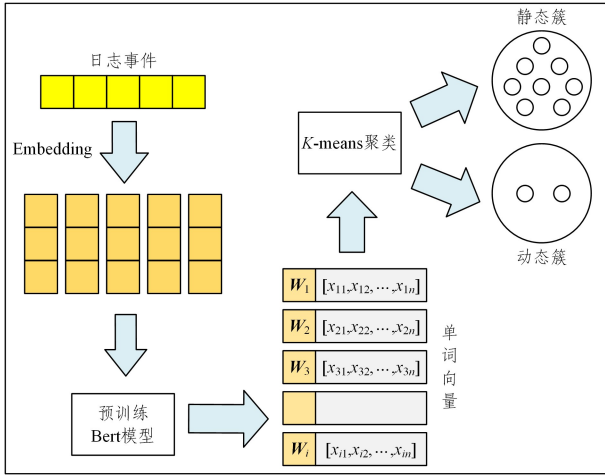 日志事件
Embedding
预训练
Bert模型
W1 [x11,x12,⋯,x1n]
W2 [x21,x22,⋯,x2n]
W3 [x31,x32,⋯,x3n]
Wi [xi1,xi2,⋯,xin]
单词向量
K-means聚类
静态簇
动态簇